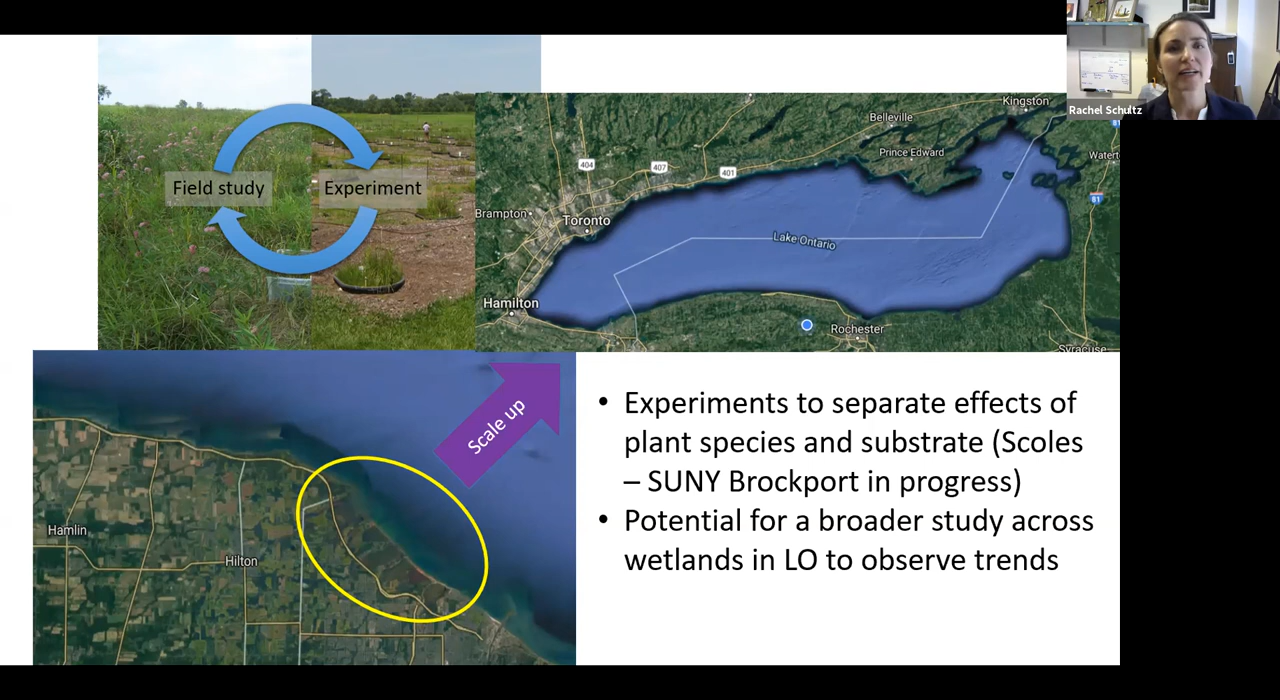 Rachel Schultz
Field study
Experiment
Kingston
Belleville
Prince Edward
Watert
404
407
401
81
Brampton
Toronto
Lake Ontario
Hamilton
Rochester
Syracuse
Scale up
Hamlin
Hilton
• Experiments to separate effects of
plant species and substrate (Scoles
– SUNY Brockport in progress)
• Potential for a broader study across
wetlands in LO to observe trends